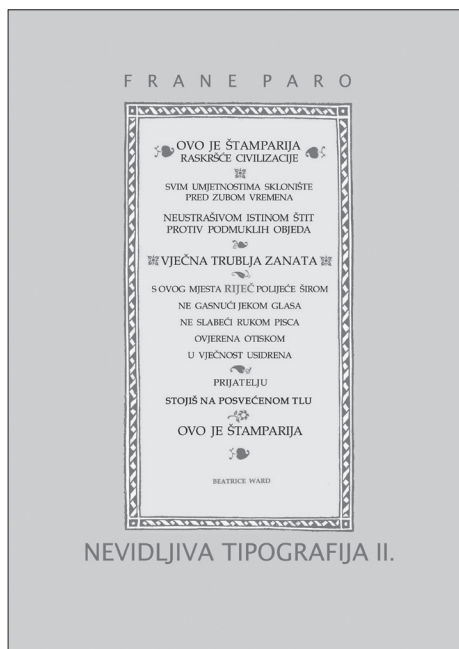 FRANE PARO
OVO JE ŠTAMPARIJA
RASKRŠĆE CIVILIZACIJE
SVIM UMJETNOSTIMA SKLONIŠTE
PRED ZUBOM VREMENA
NEUSTRAŠIVOM ISTINOM ŠTIT
PROTIV PODMUKLIH OBJEDA
VJEČNA TRUBLJA ZANATA
S OVOG MJESTA RIJEČ POLIJEĆE ŠIROM
NE GASNUĆI JEKOM GLASA
NE SLABEĆI RUKOM PISCA
OVJERENA OTISKOM
U VJEČNOST USIDRENA
PRIJATELJU
STOJIŠ NA POSVEĆENOM TLU
OVO JE ŠTAMPARIJA
BEATRICE WARD
NEVIDLJIVA TIPOGRAFIJA II.